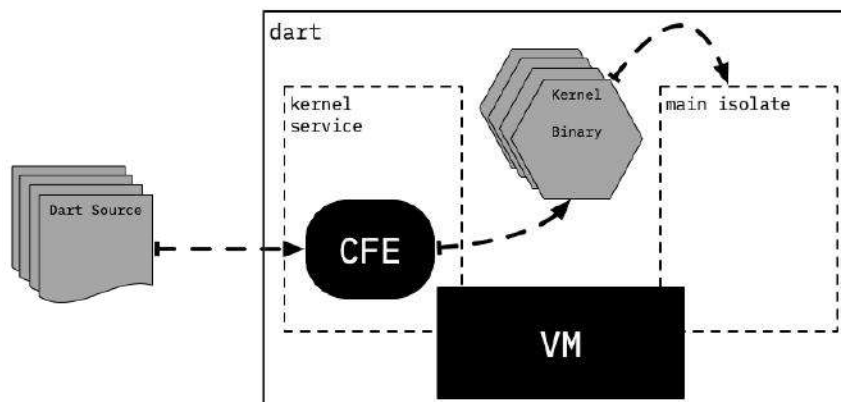 dart
kernel
service
Kernel
Binary
main isolate
Dart Source
CFE
VM